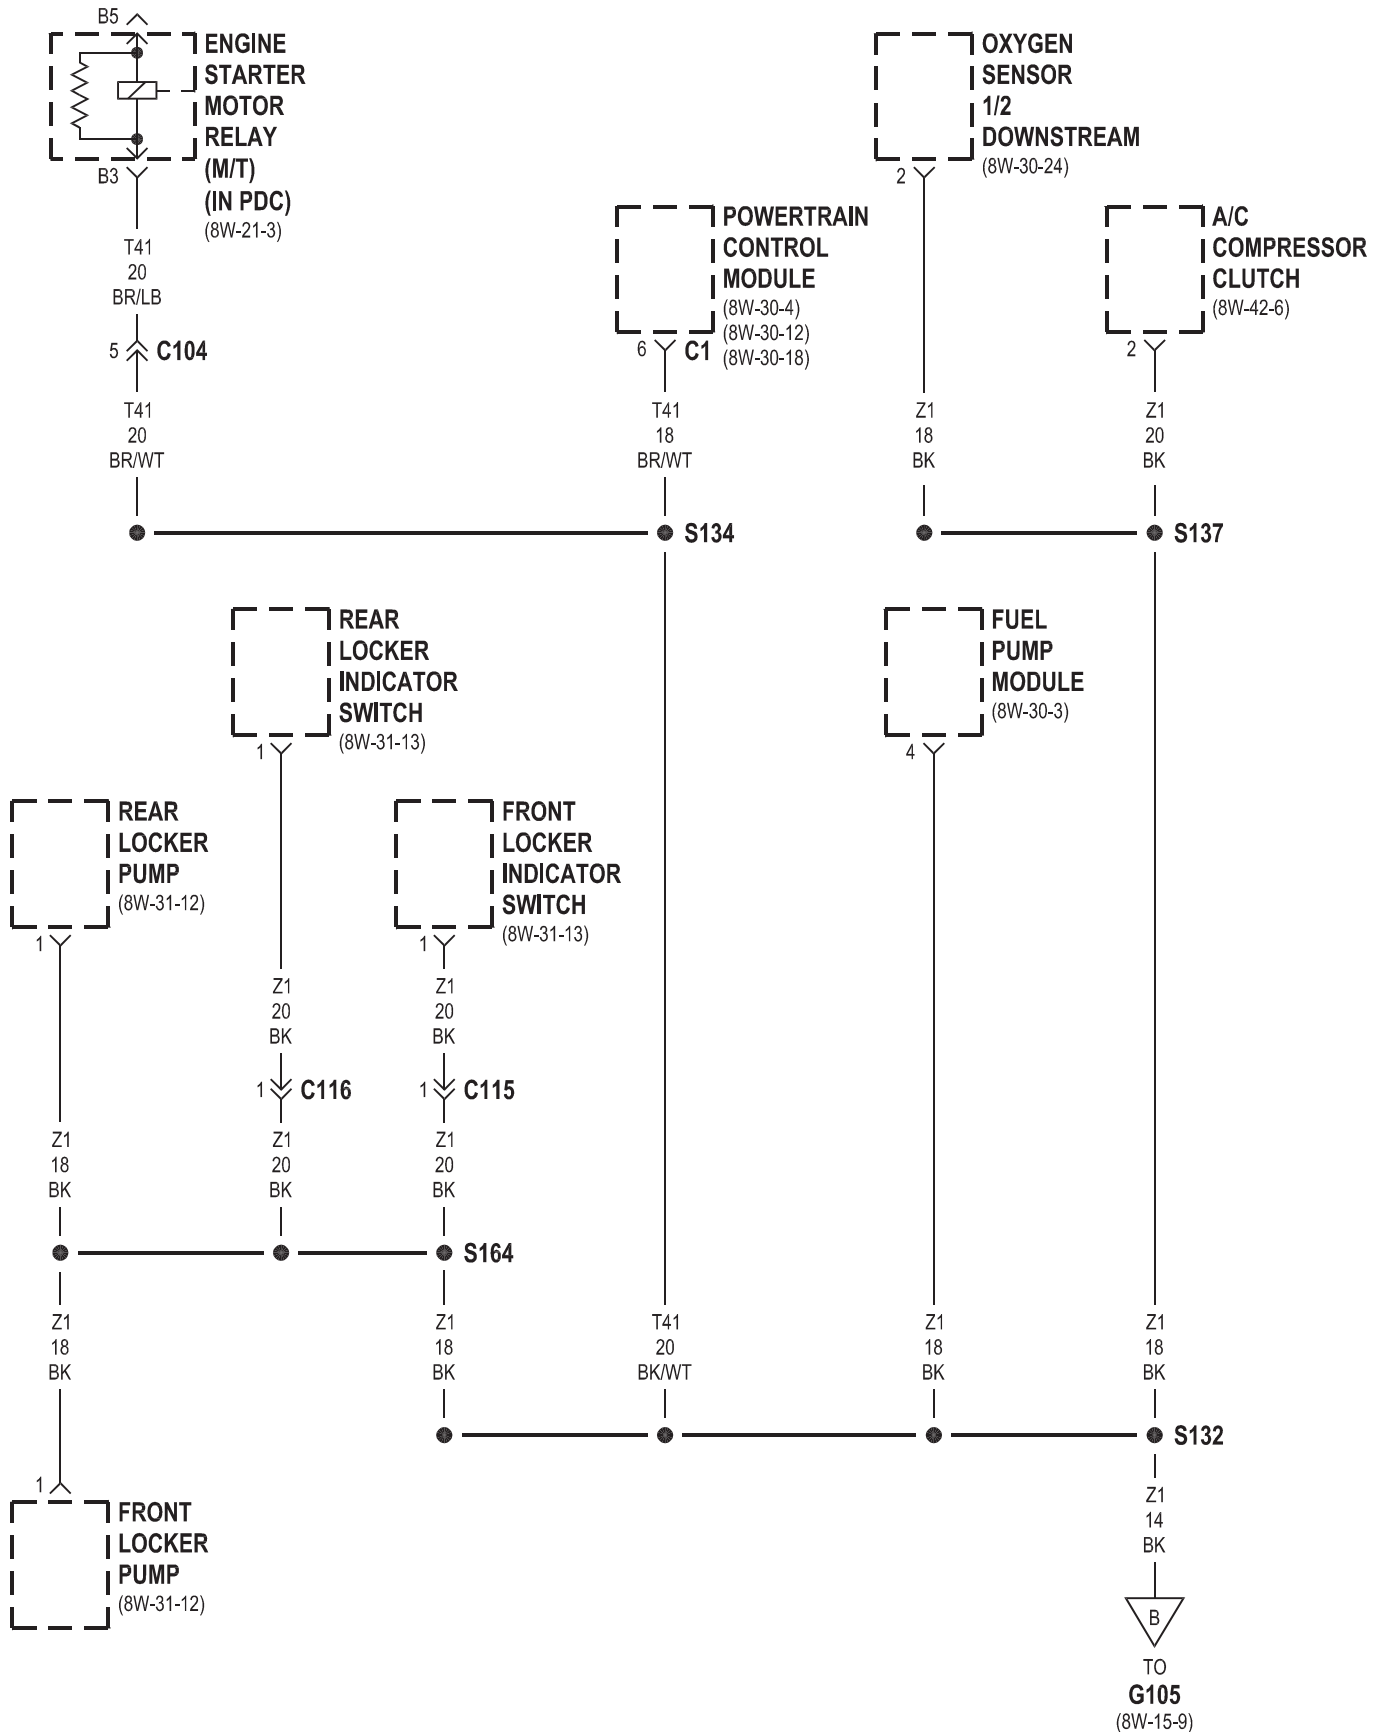 B5
ENGINE
STARTER
MOTOR
RELAY
(M/T)
(IN PDC)
(8W-21-3)
B3
T41
20
BR/LB
5
C104
T41
20
BR/WT
POWERTRAIN
CONTROL
MODULE
(8W-30-4)
(8W-30-12)
(8W-30-18)
6
C1
T41
18
BR/WT
S134
OXYGEN
SENSOR
1/2
DOWNSTREAM
(8W-30-24)
2
Z1
18
BK
A/C
COMPRESSOR
CLUTCH
(8W-42-6)
2
Z1
20
BK
S137
REAR
LOCKER
INDICATOR
SWITCH
(8W-31-13)
1
FUEL
PUMP
MODULE
(8W-30-3)
4
REAR
LOCKER
PUMP
(8W-31-12)
1
FRONT
LOCKER
INDICATOR
SWITCH
(8W-31-13)
1
Z1
20
BK
Z1
20
BK
1
C116
1
C115
Z1
18
BK
Z1
20
BK
Z1
20
BK
S164
Z1
18
BK
Z1
18
BK
T41
20
BK/WT
Z1
18
BK
Z1
18
BK
S132
1
FRONT
LOCKER
PUMP
(8W-31-12)
Z1
14
BK
B
TO
G105
(8W-15-9)